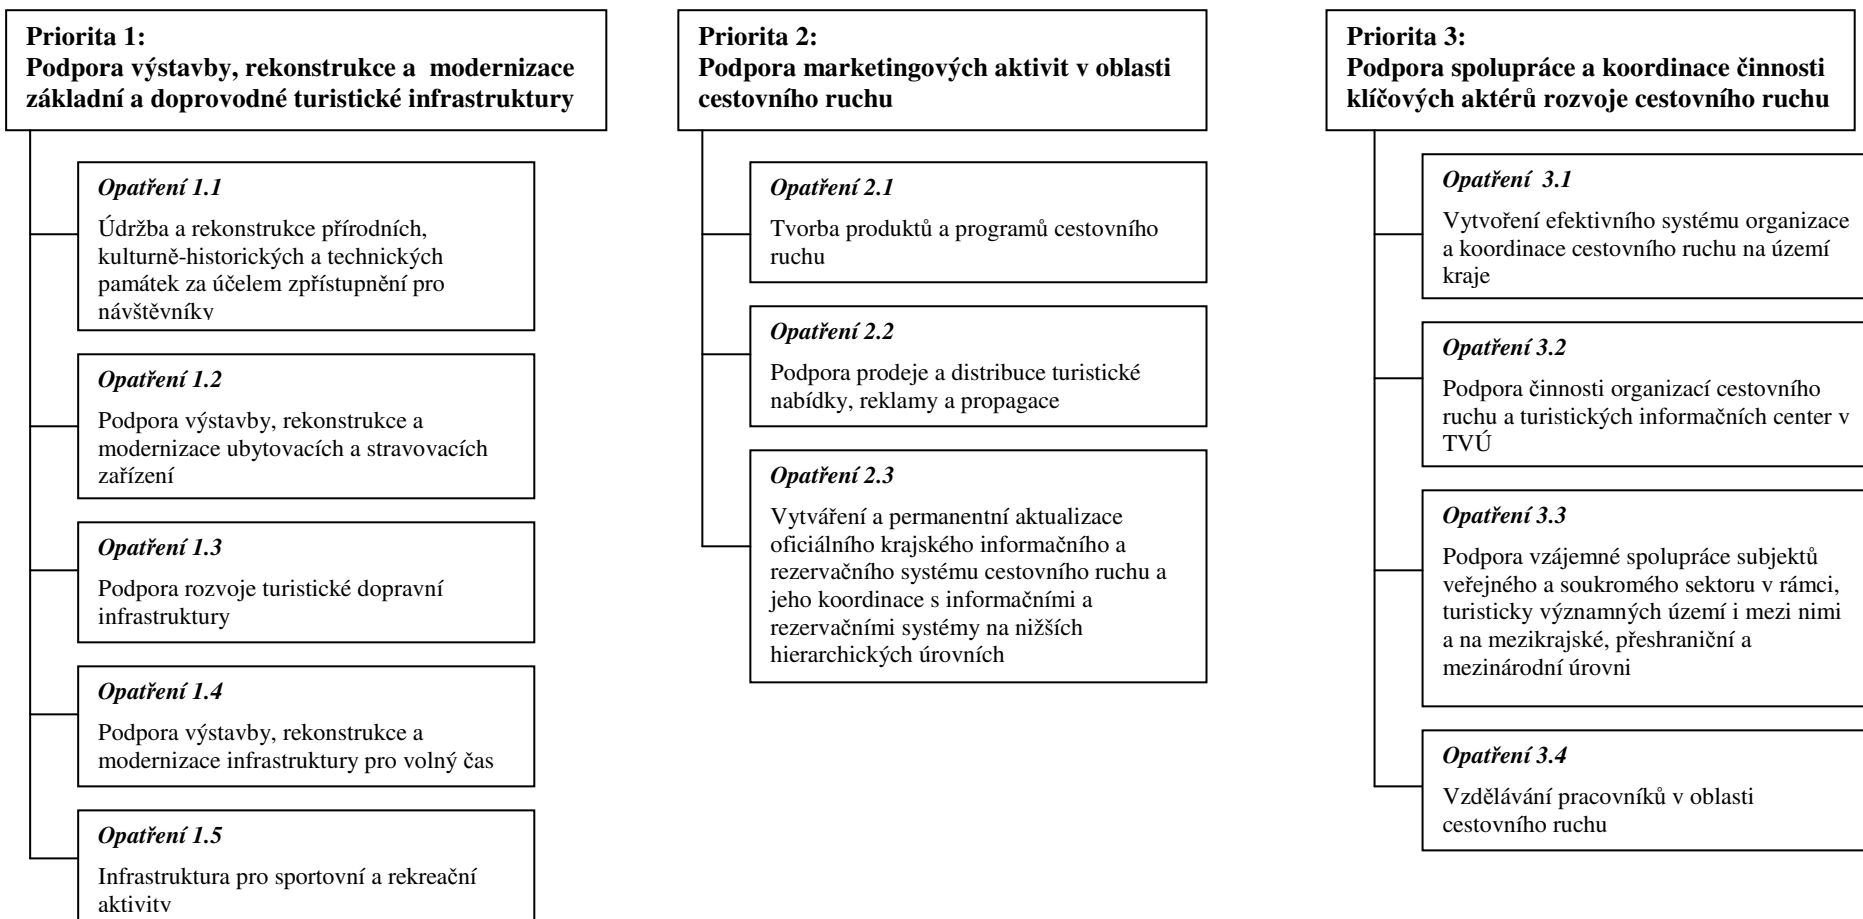 Priorita 1:
Podpora výstavby, rekonstrukce a modernizace
základní a doprovodné turistické infrastruktury
Opatření 1.1
Údržba a rekonstrukce přírodních,
kulturně-historických a technických
památek za účelem zpřístupnění pro
návštěvníky
Opatření 1.2
Podpora výstavby, rekonstrukce a
modernizace ubytovacích a stravovacích
zařízení
Opatření 1.3
Podpora rozvoje turistické dopravní
infrastruktury
Opatření 1.4
Podpora výstavby, rekonstrukce a
modernizace infrastruktury pro volný čas
Opatření 1.5
Infrastruktura pro sportovní a rekreační
aktivity
Priorita 2:
Podpora marketingových aktivit v oblasti
cestovního ruchu
Opatření 2.1
Tvorba produktů a programů cestovního
ruchu
Opatření 2.2
Podpora prodeje a distribuce turistické
nabídky, reklamy a propagace
Opatření 2.3
Vytváření a permanentní aktualizace
oficiálního krajského informačního a
rezervačního systému cestovního ruchu a
jeho koordinace s informačními a
rezervačními systémy na nižších
hierarchických úrovních
Priorita 3:
Podpora spolupráce a koordinace činnosti
klíčových aktérů rozvoje cestovního ruchu
Opatření 3.1
Vytvoření efektivního systému organizace
a koordinace cestovního ruchu na území
kraje
Opatření 3.2
Podpora činnosti organizací cestovního
ruchu a turistických informačních center v
TVÚ
Opatření 3.3
Podpora vzájemné spolupráce subjektů
veřejného a soukromého sektoru v rámci,
turisticky významných území i mezi nimi
a na mezikrajské, přeshraniční a
mezinárodní úrovni
Opatření 3.4
Vzdělávání pracovníků v oblasti
cestovního ruchu